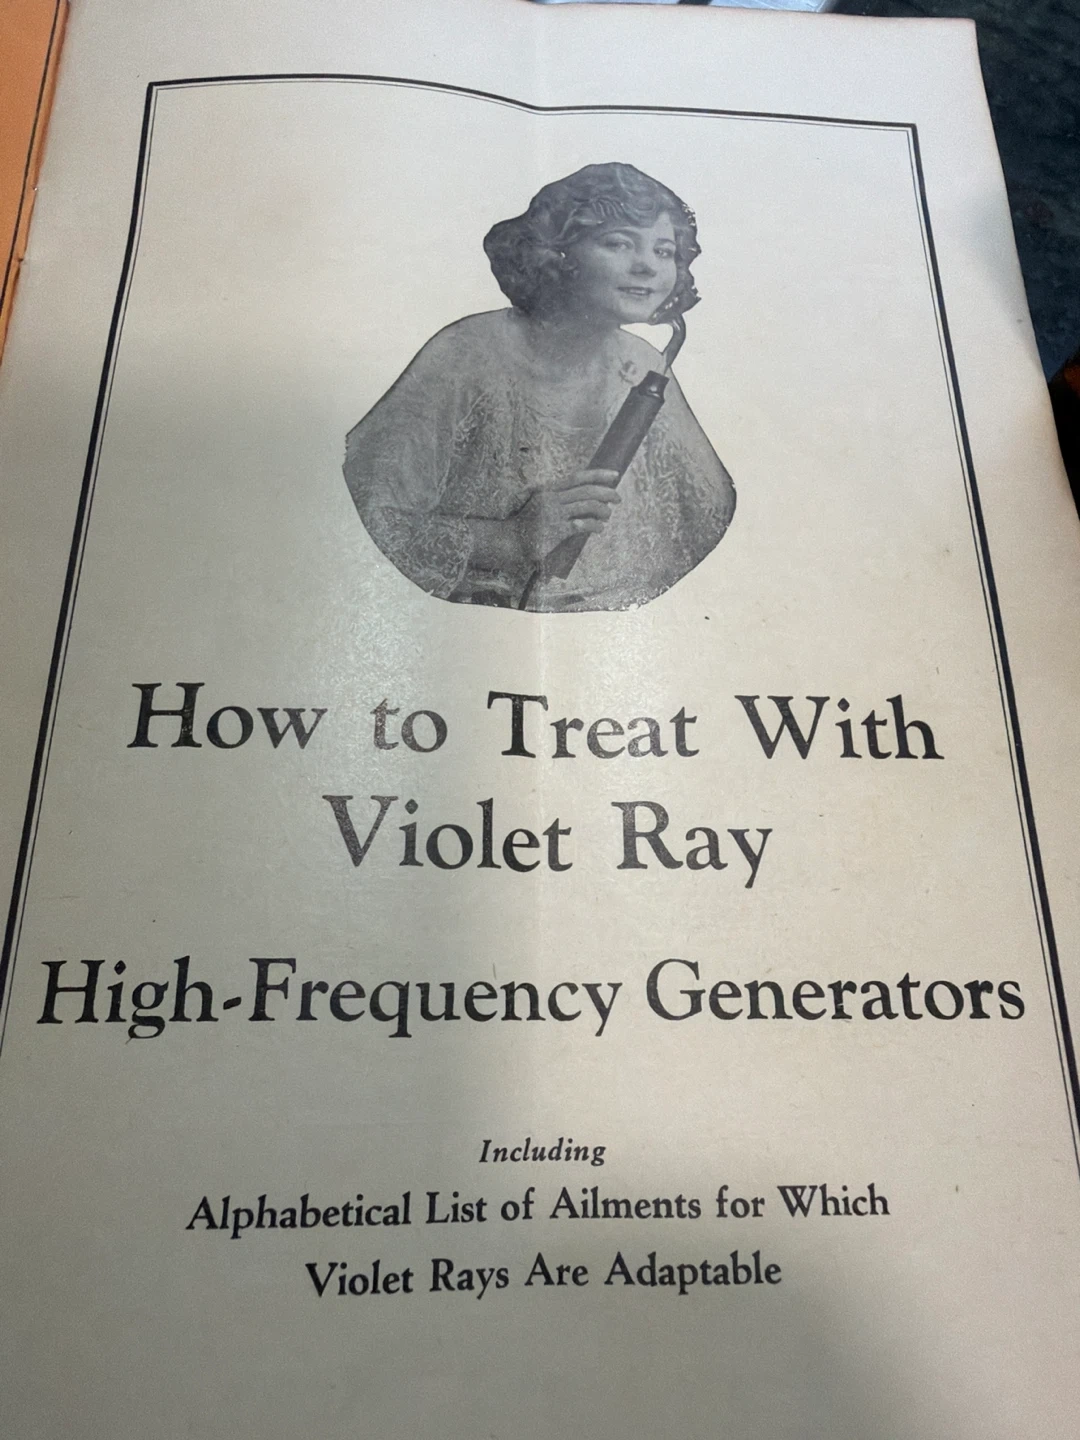 How to Treat With
Violet Ray
High-Frequency Generators
Including
Alphabetical List of Ailments for Which
Violet Rays Are Adaptable